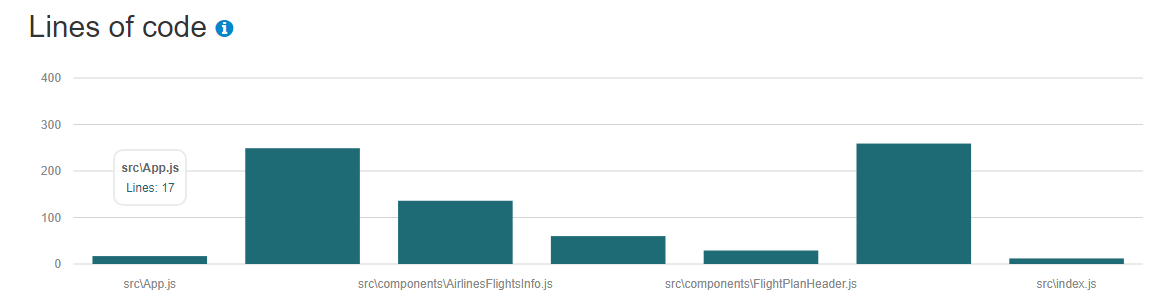 Lines of code
400
300
200
100
0
src\App.js
Lines: 17
src\App.js
src\components\AirlinesFlightsInfo.js
src\components\FlightPlanHeader.js
src\index.js